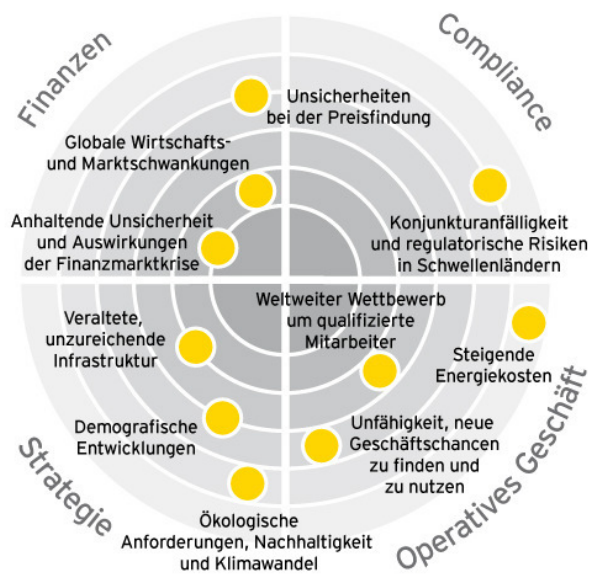 Finanzen
Compliance
Unsicherheiten
bei der Preisfindung
Globale Wirtschafts-
und Marktschwankungen
Anhaltende Unsicherheit
und Auswirkungen
der Finanzmarktkrise
Konjunkturanfälligkeit
und regulatorische Risiken
in Schwellenländern
Weltweiter Wettbewerb
um qualifizierte
Mitarbeiter
Veraltete,
unzureichende
Infrastruktur
Steigende
Energiekosten
Demografische
Entwicklungen
Unfähigkeit, neue
Geschäftschancen
zu finden und
zu nutzen
Ökologische
Anforderungen, Nachhaltigkeit
und Klimawandel
Strategie
Operatives Geschäft